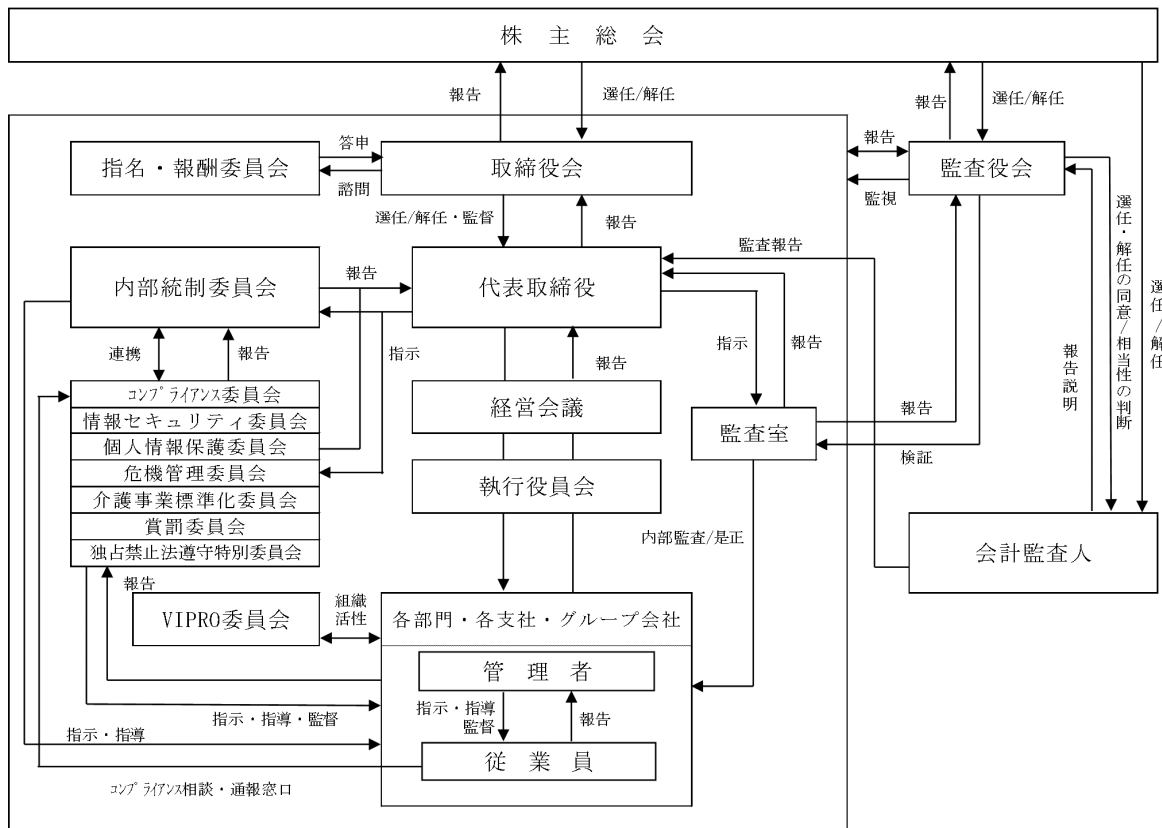 株 主 総 会
報告
選任/解任
報告
選任/解任
指名・報酬委員会
答申
諮問
取締役会
報告
監視
監査役会
選任/解任・監督
報告
監査報告
選任・解任の同意/相当性の判断
選任/解任
報告説明
内部統制委員会
報告
代表取締役
連携
報告
指示
報告
指示
報告
コンプライアンス委員会
情報セキュリティ委員会
個人情報保護委員会
危機管理委員会
介護事業標準化委員会
賞罰委員会
独占禁止法遵守特別委員会
経営会議
執行役員会
監査室
報告
検証
内部監査/是正
会計監査人
報告
VIPRO委員会
組織
活性
各部門・各支社・グループ会社
管 理 者
指示・指導
監督
報告
従 業 員
指示・指導・監督
指示・指導
コンプライアンス相談・通報窓口